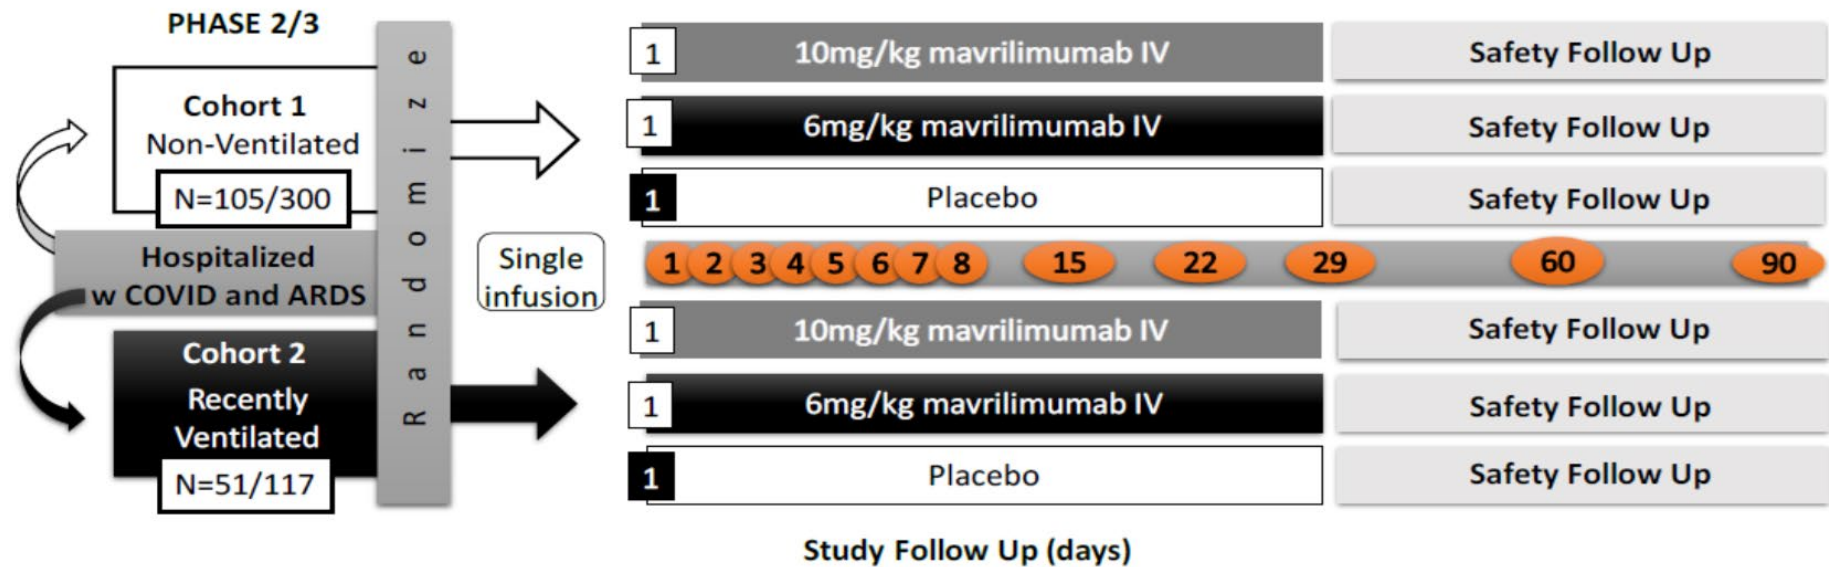 PHASE 2/3
Cohort 1
Non-Ventilated
N=105/300
Hospitalized
w COVID and ARDS
Cohort 2
Recently
Ventilated
N=51/117
Randomize
Single
infusion
1 10mg/kg mavrilimumab IV Safety Follow Up
1 6mg/kg mavrilimumab IV Safety Follow Up
1 Placebo Safety Follow Up
1 2 3 4 5 6 7 8 15 22 29 60 90
1 10mg/kg mavrilimumab IV Safety Follow Up
1 6mg/kg mavrilimumab IV Safety Follow Up
1 Placebo Safety Follow Up
Study Follow Up (days)